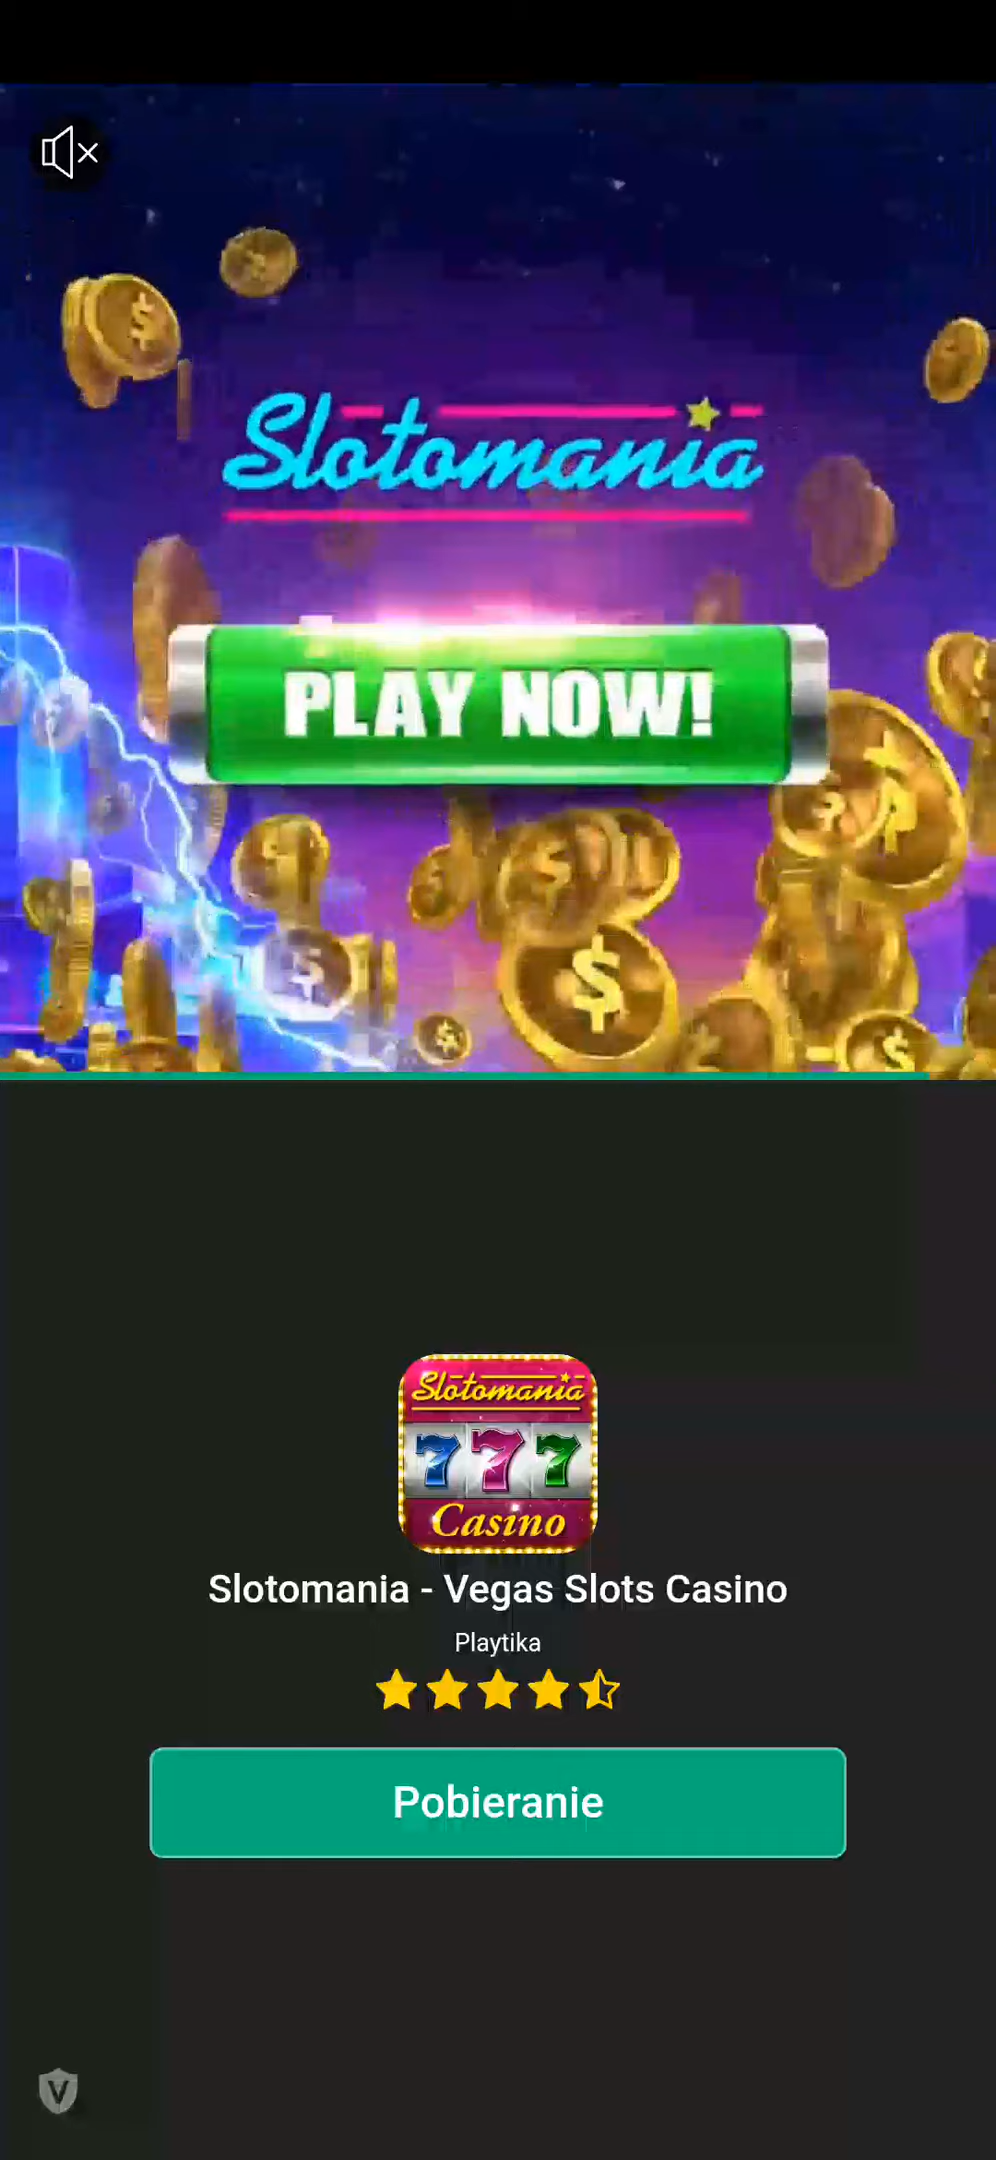 Slotomania
PLAY NOW!
Slotomania
777
Casino
Slotomania - Vegas Slots Casino
Playtika
Pobieranie
V